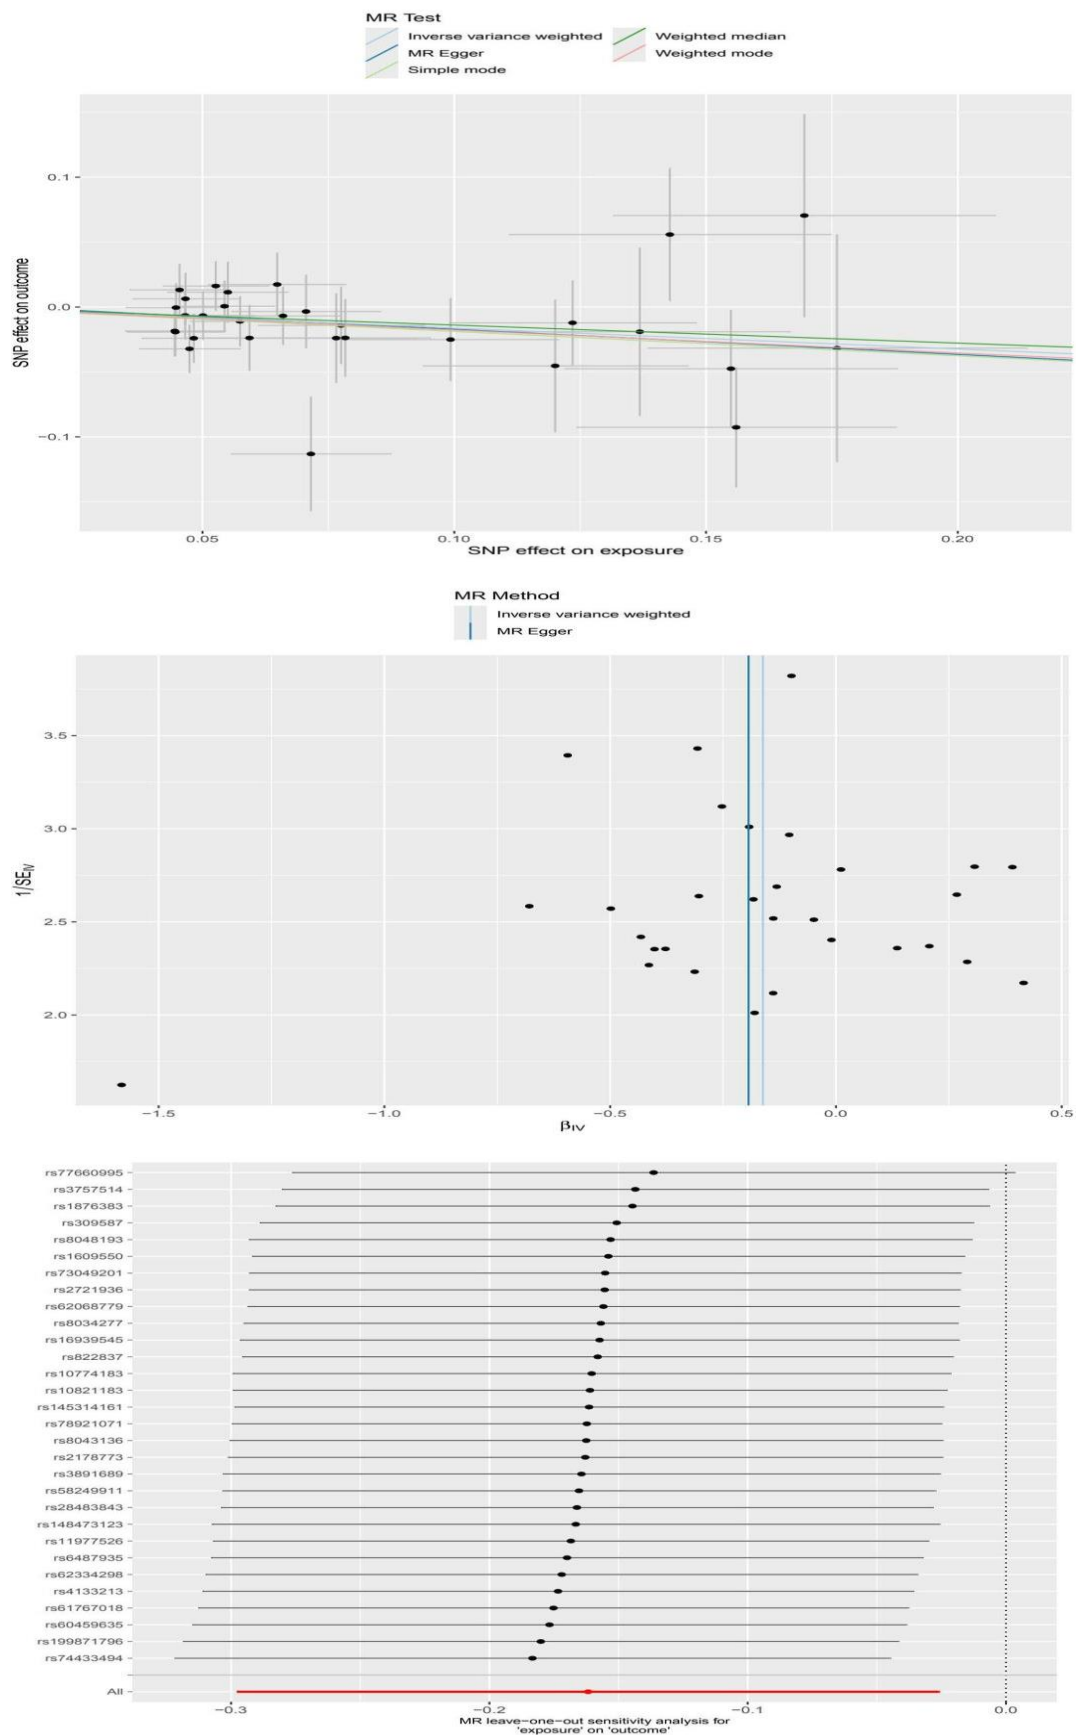 MR Test
Inverse variance weighted
MR Egger
Simple mode
Weighted median
Weighted mode
SNP effect on outcome
0.1
0.0
−0.1
0.05
0.10
0.15
0.20
SNP effect on exposure
MR Method
Inverse variance weighted
MR Egger
1/SEIV
3.5
3.0
2.5
2.0
−1.5
−1.0
−0.5
0.0
0.5
βIV
rs77660995
rs3757514
rs1876383
rs309587
rs8048193
rs1609550
rs73049201
rs2721936
rs62068779
rs8034277
rs16939545
rs822837
rs10774183
rs10821183
rs145314161
rs78921071
rs8043136
rs2178773
rs3891689
rs58249911
rs28483843
rs148473123
rs11977526
rs6487935
rs62334298
rs4133213
rs61767018
rs60459635
rs199871796
rs74433494
All
−0.3
−0.2
−0.1
0.0
MR leave−one−out sensitivity analysis for
'exposure' on 'outcome'